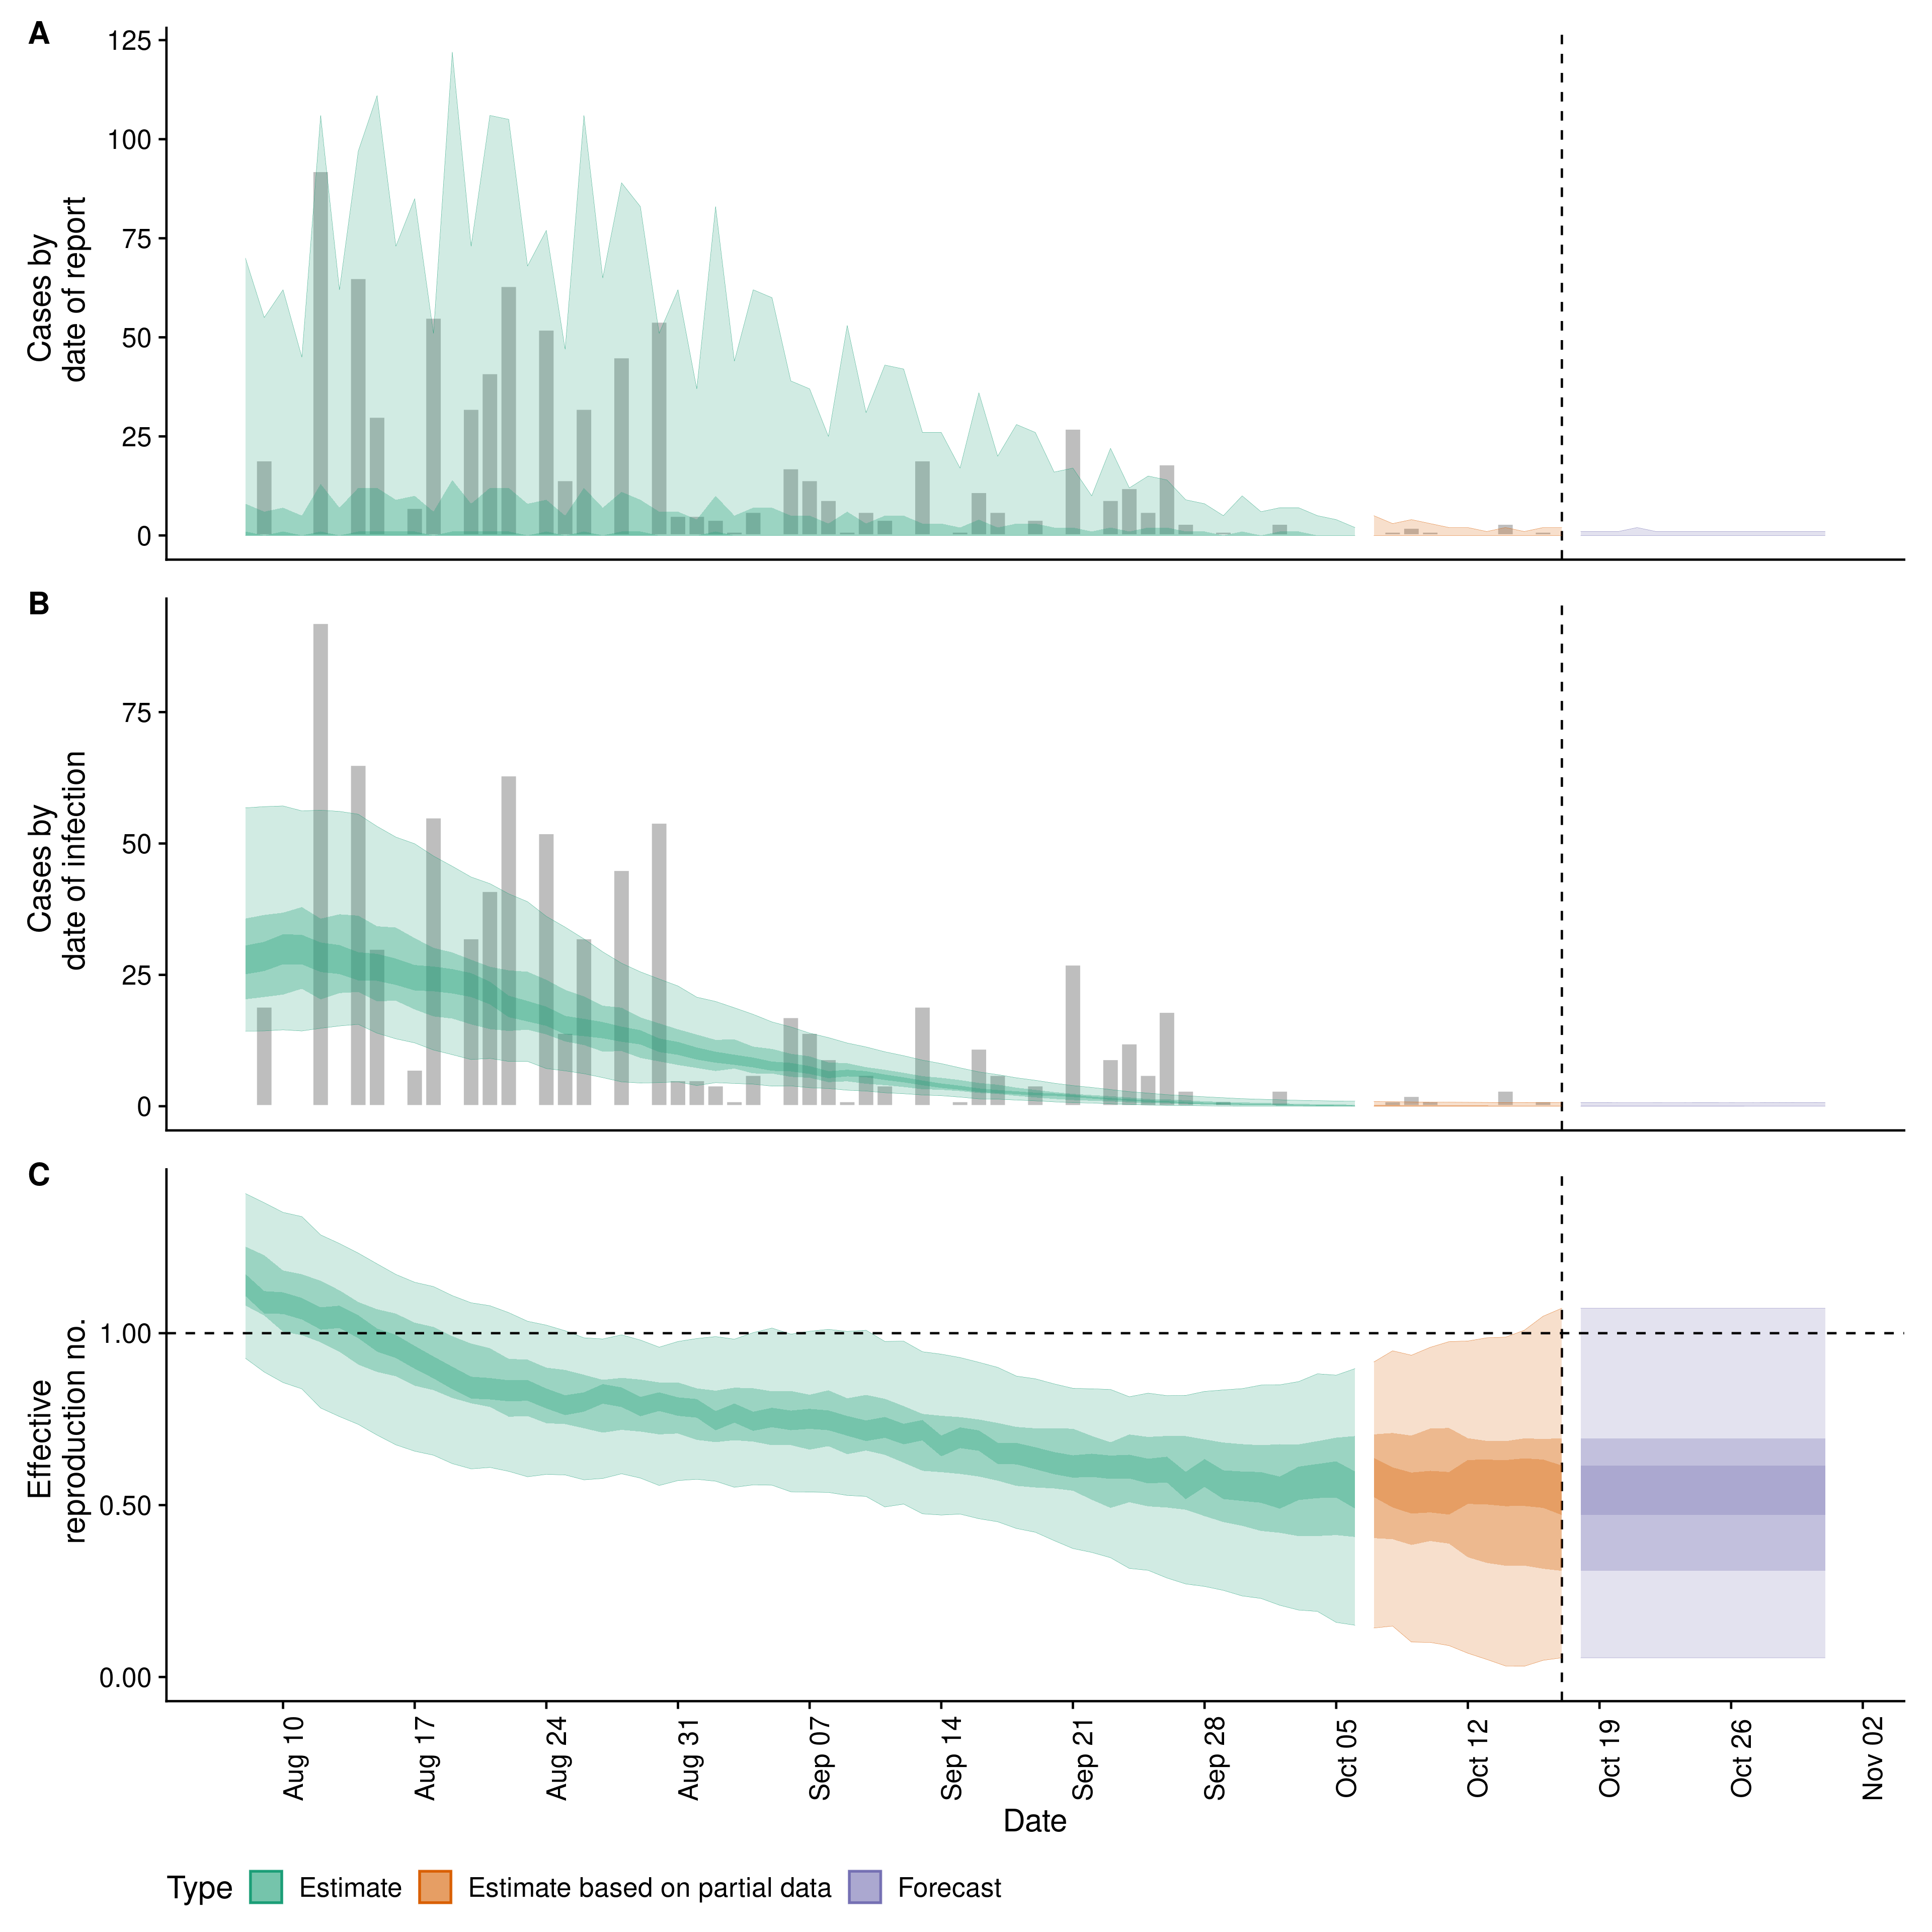 A
125
100
75
50
25
0
Cases by
date of report
B
75
50
25
0
Cases by
date of infection
C
1.00
0.50
0.00
Effective
reproduction no.
Aug 10
Aug 17
Aug 24
Aug 31
Sep 07
Sep 14
Sep 21
Sep 28
Oct 05
Oct 12
Oct 19
Oct 26
Nov 02
Date
Type Estimate Estimate based on partial data Forecast